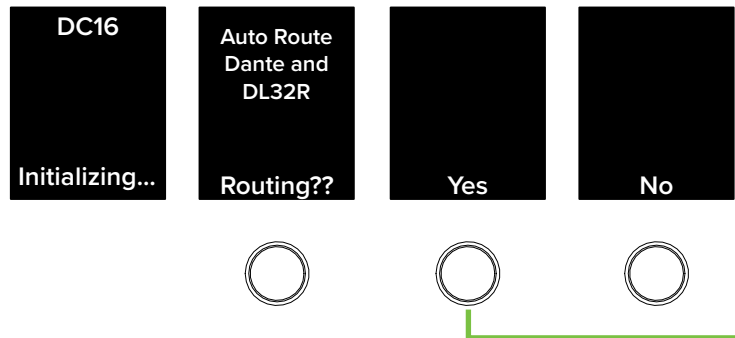 DC16
Initializing...
Auto Route
Dante and
DL32R
Routing??
Yes
No